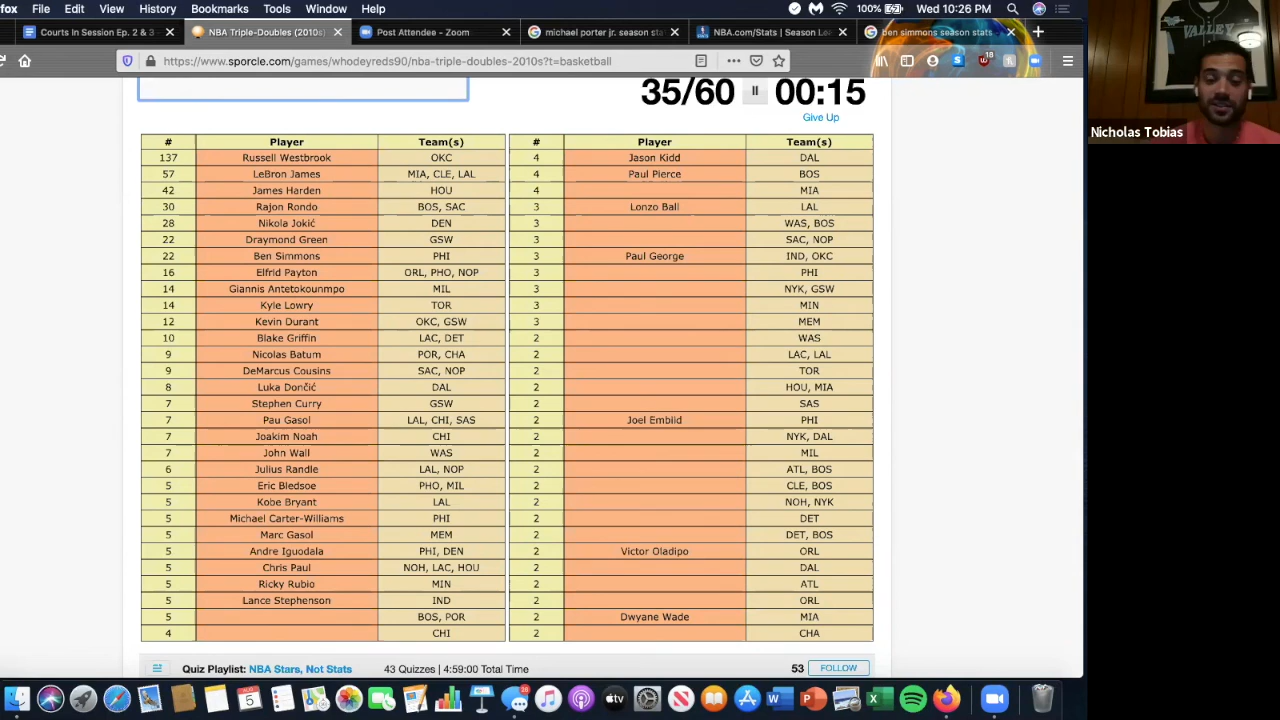 fox File Edit View History Bookmarks Tools Window Help 100% Wed 10:26 PM
Courts In Session Ep. 2 & 3 NBA Triple-Doubles (2010s) Post Attendee - Zoom michael porter jr. season stat NBA.com/Stats | Season Le ben simmons season stats
https://www.sporcle.com/games/whodeyreds90/nba-triple-doubles-2010s?t=basketball 18
35/60 00:15
Give Up
Nicholas Tobias
VALLEY
# Player Team(s) # Player Team(s)
137 Russell Westbrook OKC 4 Jason Kidd DAL
57 LeBron James MIA, CLE, LAL 4 Paul Pierce BOS
42 James Harden HOU 4 MIA
30 Rajon Rondo BOS, SAC 3 Lonzo Ball LAL
28 Nikola Jokić DEN 3 WAS, BOS
22 Draymond Green GSW 3 SAC, NOP
22 Ben Simmons PHI 3 Paul George IND, OKC
16 Elfrid Payton ORL, PHO, NOP 3 PHI
14 Giannis Antetokounmpo MIL 3 NYK, GSW
14 Kyle Lowry TOR 3 MIN
12 Kevin Durant OKC, GSW 3 MEM
10 Blake Griffin LAC, DET 2 WAS
9 Nicolas Batum POR, CHA 2 LAC, LAL
9 DeMarcus Cousins SAC, NOP 2 TOR
8 Luka Dončić DAL 2 HOU, MIA
7 Stephen Curry GSW 2 SAS
7 Pau Gasol LAL, CHI, SAS 2 Joel Embiid PHI
7 Joakim Noah CHI 2 NYK, DAL
7 John Wall WAS 2 MIL
6 Julius Randle LAL, NOP 2 ATL, BOS
5 Eric Bledsoe PHO, MIL 2 CLE, BOS
5 Kobe Bryant LAL 2 NOH, NYK
5 Michael Carter-Williams PHI 2 DET
5 Marc Gasol MEM 2 DET, BOS
5 Andre Iguodala PHI, DEN 2 Victor Oladipo ORL
5 Chris Paul NOH, LAC, HOU 2 DAL
5 Ricky Rubio MIN 2 ATL
5 Lance Stephenson IND 2 ORL
5 BOS, POR 2 Dwyane Wade MIA
4 CHI 2 CHA
Quiz Playlist: NBA Stars, Not Stats 43 Quizzes | 4:59:00 Total Time 53 FOLLOW